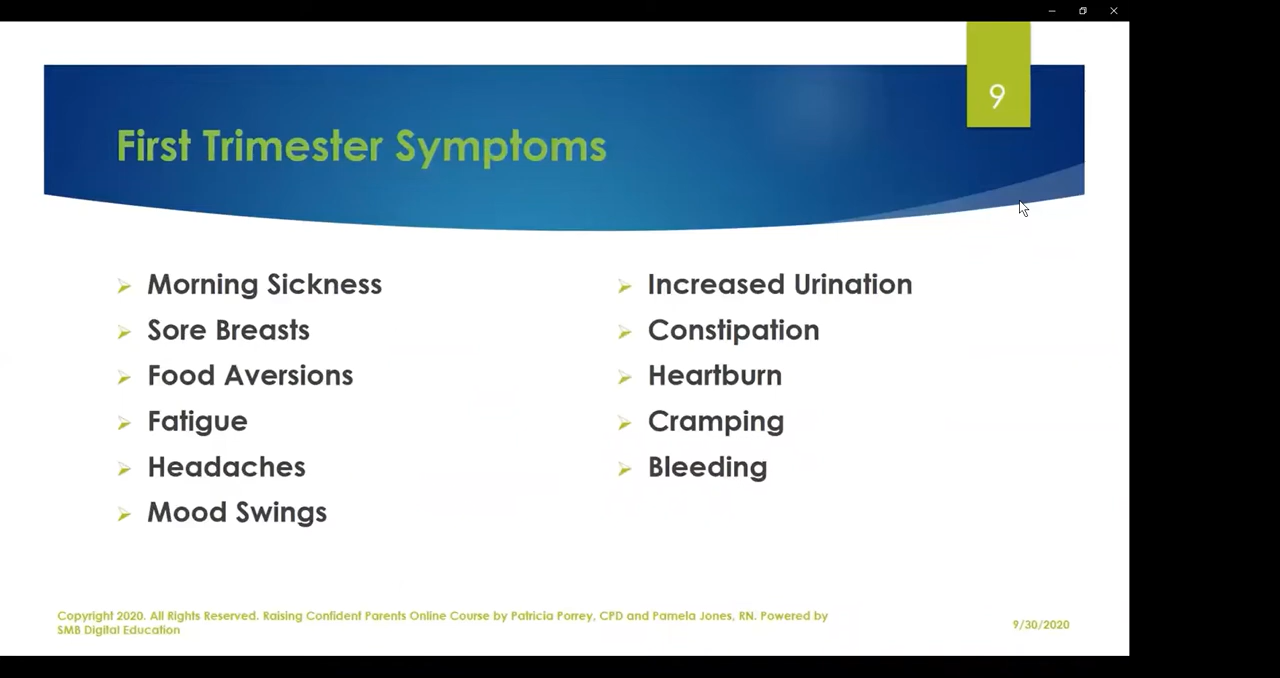 9
First Trimester Symptoms
Morning Sickness
Sore Breasts
Food Aversions
Fatigue
Headaches
Mood Swings
Increased Urination
Constipation
Heartburn
Cramping
Bleeding
Copyright 2020. All Rights Reserved. Raising Confident Parents Online Course by Patricia Porrey, CPD and Pamela Jones, RN. Powered by
SMB Digital Education
9/30/2020